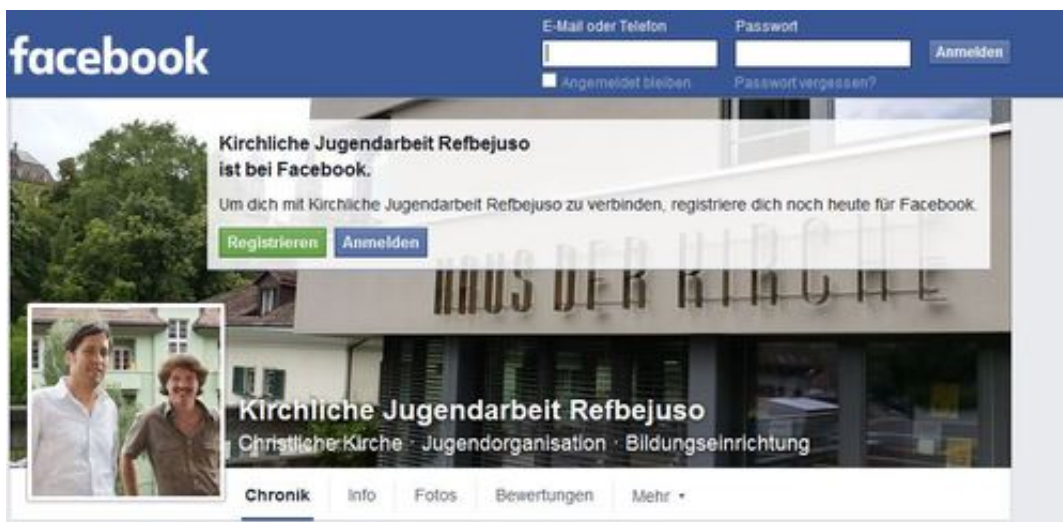 facebook
E-Mail oder Telefon
Passwort
Anmelden
Angemeldet bleiben
Passwort vergessen?
Kirchliche Jugendarbeit Refbejuso
ist bei Facebook.
Um dich mit Kirchliche Jugendarbeit Refbejuso zu verbinden, registriere dich noch heute für Facebook.
Registrieren Anmelden
HAUS DER KIRCHE
Kirchliche Jugendarbeit Refbejuso
Christliche Kirche · Jugendorganisation · Bildungseinrichtung
Chronik Info Fotos Bewertungen Mehr